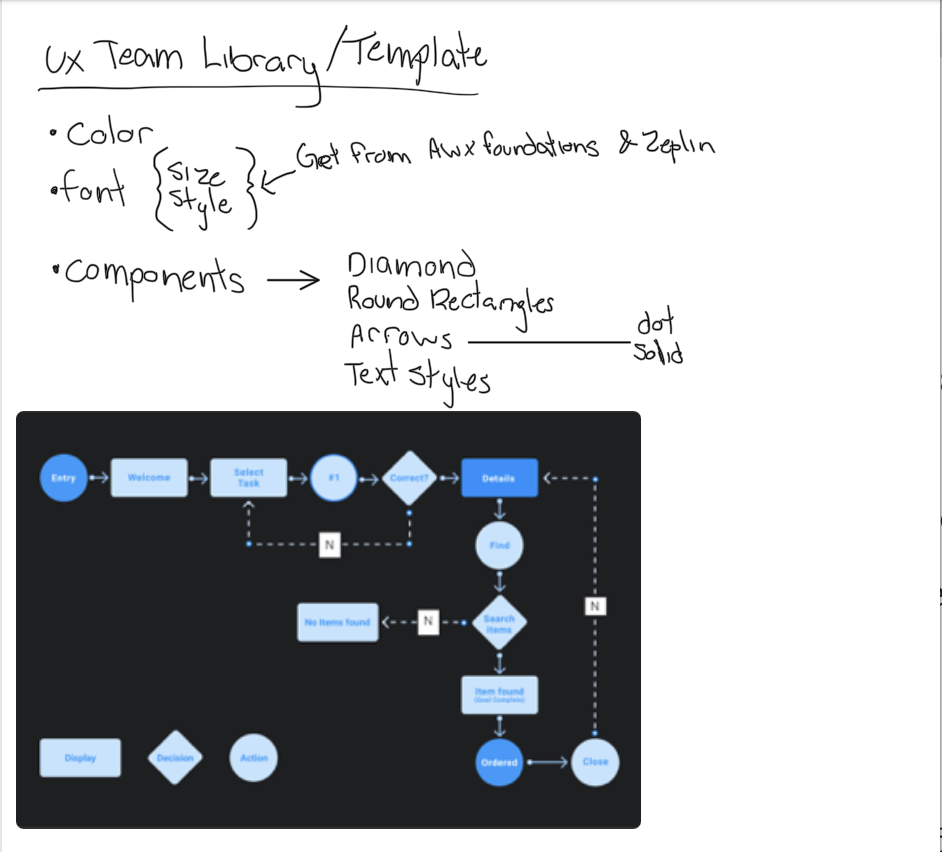 UX Team Library/Template
• Color
• font { Size Style } ← Get from Awx foundations & Zeplin
• Components → Diamond
Round Rectangles
Arrows — dot solid
Text Styles
Entry Welcome Select Task #1 Correct? Details
N
Find
N
No Items found N Search Items
Item found
(Goal Complete)
Display Decision Action Ordered Close